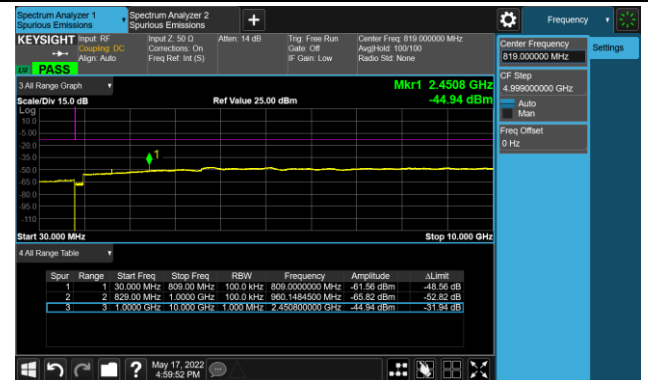 Spectrum Analyzer 1
Spurious Emissions
Spectrum Analyzer 2
Spurious Emissions
+
Frequency
KEYSIGHT
Input: RF
Coupling: DC
Align: Auto
Input Z: 50 Ω
Corrections: On
Freq Ref: Int (S)
Atten: 14 dB
Trig: Free Run
Gate: Off
IF Gain: Low
Center Freq: 819.000000 MHz
Avg|Hold: 100/100
Radio Std: None
LW PASS
Center Frequency
819.000000 MHz
Settings
CF Step
4.999000000 GHz
Auto
Man
Freq Offset
0 Hz
3 All Range Graph
Mkr1 2.4508 GHz
Scale/Div 15.0 dB
Ref Value 25.00 dBm
-44.94 dBm
Log
10.0
-5.00
-20.0
-35.0
-50.0
-65.0
-80.0
-95.0
-110
1
Start 30.000 MHz
Stop 10.000 GHz
4 All Range Table
Spur Range Start Freq Stop Freq RBW Frequency Amplitude ΔLimit
1 1 30.000 MHz 809.00 MHz 100.0 kHz 809.0000000 MHz -61.56 dBm -48.56 dB
2 2 829.00 MHz 1.0000 GHz 100.0 kHz 960.1484500 MHz -65.82 dBm -52.82 dB
3 3 1.0000 GHz 10.000 GHz 1.000 MHz 2.450800000 MHz -44.94 dBm -31.94 dB
?
May 17, 2022
4:59:52 PM